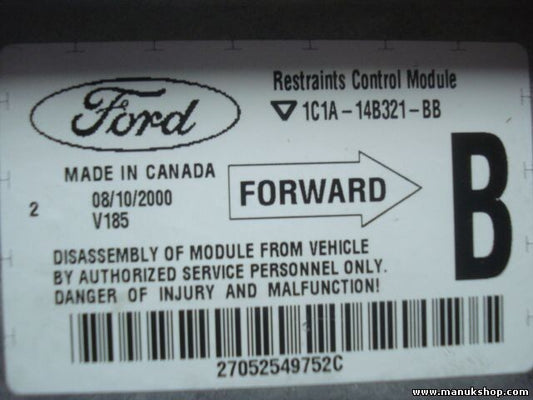 Ford
Restraints Control Module
1C1A-14B321-BB
MADE IN CANADA
2
08/10/2000
V185
FORWARD
B
DISASSEMBLY OF MODULE FROM VEHICLE
BY AUTHORIZED SERVICE PERSONNEL ONLY.
DANGER OF INJURY AND MALFUNCTION!
27052549752C
www.manukshop.com